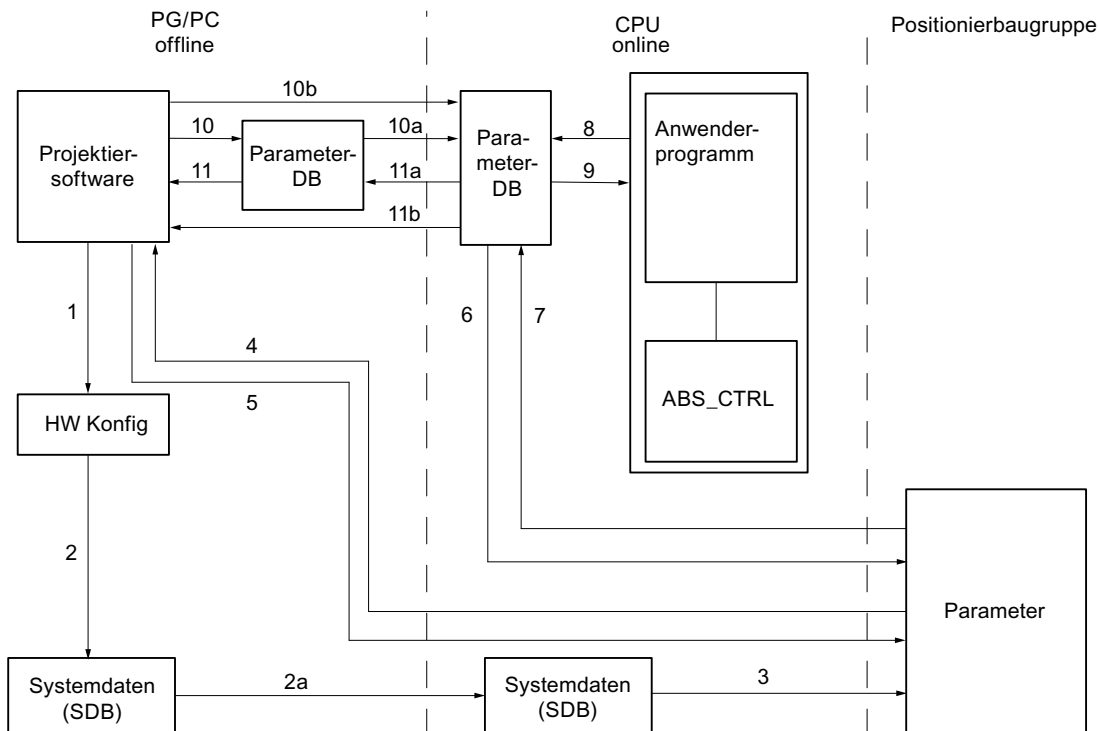 PG/PC
offline
CPU
online
Positionierbaugruppe
10b
10
10a
8
11
11a
9
11b
Projektier-
software
Parameter-
DB
Para-
meter-
DB
Anwender-
programm
1
4
5
6
7
ABS_CTRL
HW Konfig
2
Parameter
Systemdaten
(SDB)
2a
Systemdaten
(SDB)
3